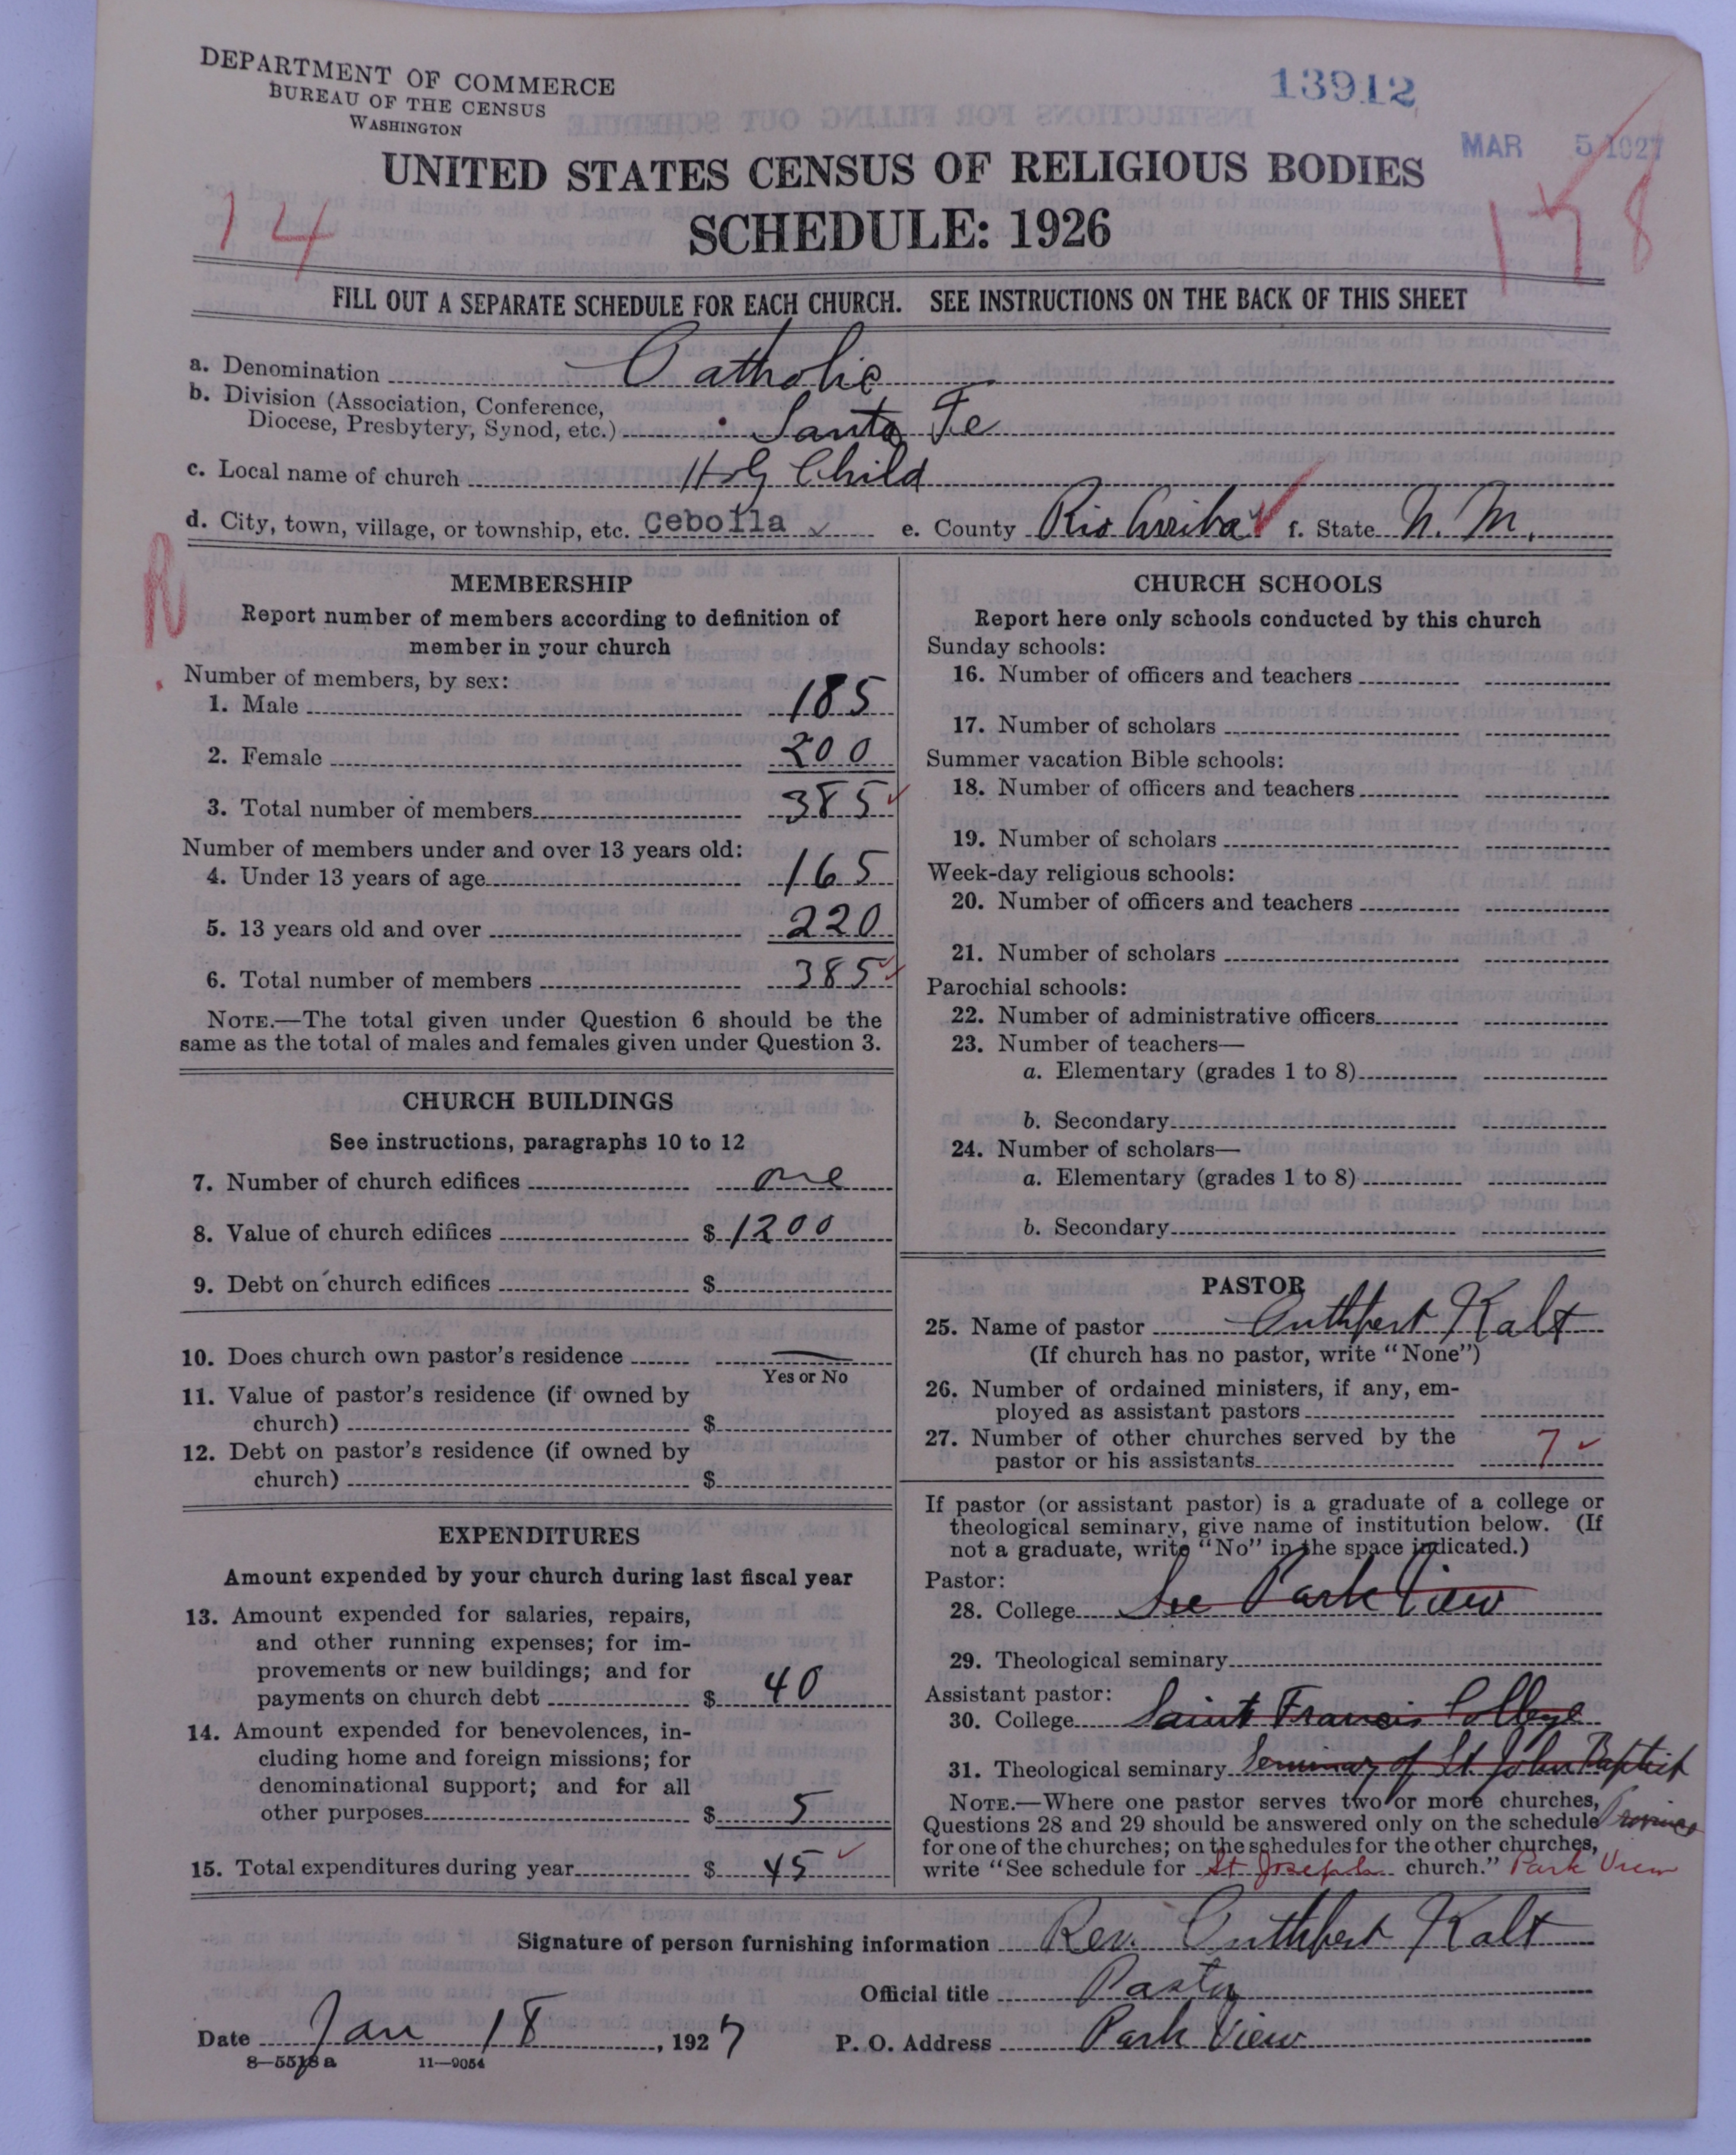 DEPARTMENT OF COMMERCE
BUREAU OF THE CENSUS
WASHINGTON
13912
MAR 5 1927
UNITED STATES CENSUS OF RELIGIOUS BODIES
SCHEDULE: 1926
14
158
FILL OUT A SEPARATE SCHEDULE FOR EACH CHURCH. SEE INSTRUCTIONS ON THE BACK OF THIS SHEET
a. Denomination Catholic
b. Division (Association, Conference,
Diocese, Presbytery, Synod, etc.) Santa Fe
c. Local name of church Holy Child
d. City, town, village, or township, etc. Cebolla e. County Rio Arriba f. State N. M.
R
MEMBERSHIP
Report number of members according to definition of
member in your church
Number of members, by sex:
1. Male 185
2. Female 200
3. Total number of members 385
Number of members under and over 13 years old:
4. Under 13 years of age 165
5. 13 years old and over 220
6. Total number of members 385
NOTE.—The total given under Question 6 should be the
same as the total of males and females given under Question 3.
CHURCH BUILDINGS
See instructions, paragraphs 10 to 12
7. Number of church edifices one
8. Value of church edifices $ 1200
9. Debt on church edifices $
10. Does church own pastor's residence —
Yes or No
11. Value of pastor's residence (if owned by
church) $
12. Debt on pastor's residence (if owned by
church) $
EXPENDITURES
Amount expended by your church during last fiscal year
13. Amount expended for salaries, repairs,
and other running expenses; for im-
provements or new buildings; and for
payments on church debt $ 40
14. Amount expended for benevolences, in-
cluding home and foreign missions; for
denominational support; and for all
other purposes $ 5
15. Total expenditures during year $ 45
CHURCH SCHOOLS
Report here only schools conducted by this church
Sunday schools:
16. Number of officers and teachers
17. Number of scholars
Summer vacation Bible schools:
18. Number of officers and teachers
19. Number of scholars
Week-day religious schools:
20. Number of officers and teachers
21. Number of scholars
Parochial schools:
22. Number of administrative officers
23. Number of teachers—
a. Elementary (grades 1 to 8)
b. Secondary
24. Number of scholars—
a. Elementary (grades 1 to 8)
b. Secondary
PASTOR
25. Name of pastor Cuthbert Kalt
(If church has no pastor, write "None")
26. Number of ordained ministers, if any, em-
ployed as assistant pastors
27. Number of other churches served by the
pastor or his assistants 7
If pastor (or assistant pastor) is a graduate of a college or
theological seminary, give name of institution below. (If
not a graduate, write "No" in the space indicated.)
Pastor:
28. College See Park View
29. Theological seminary
Assistant pastor:
30. College Saint Francis College
31. Theological seminary Seminary of St John Baptist
NOTE.—Where one pastor serves two or more churches,
Questions 28 and 29 should be answered only on the schedule
for one of the churches; on the schedules for the other churches,
write "See schedule for St Josephs church." Park View
Signature of person furnishing information Rev. Cuthbert Kalt
Official title Pastor
Date Jan 18, 1927 P. O. Address Park View
8—5518 a 11—9054